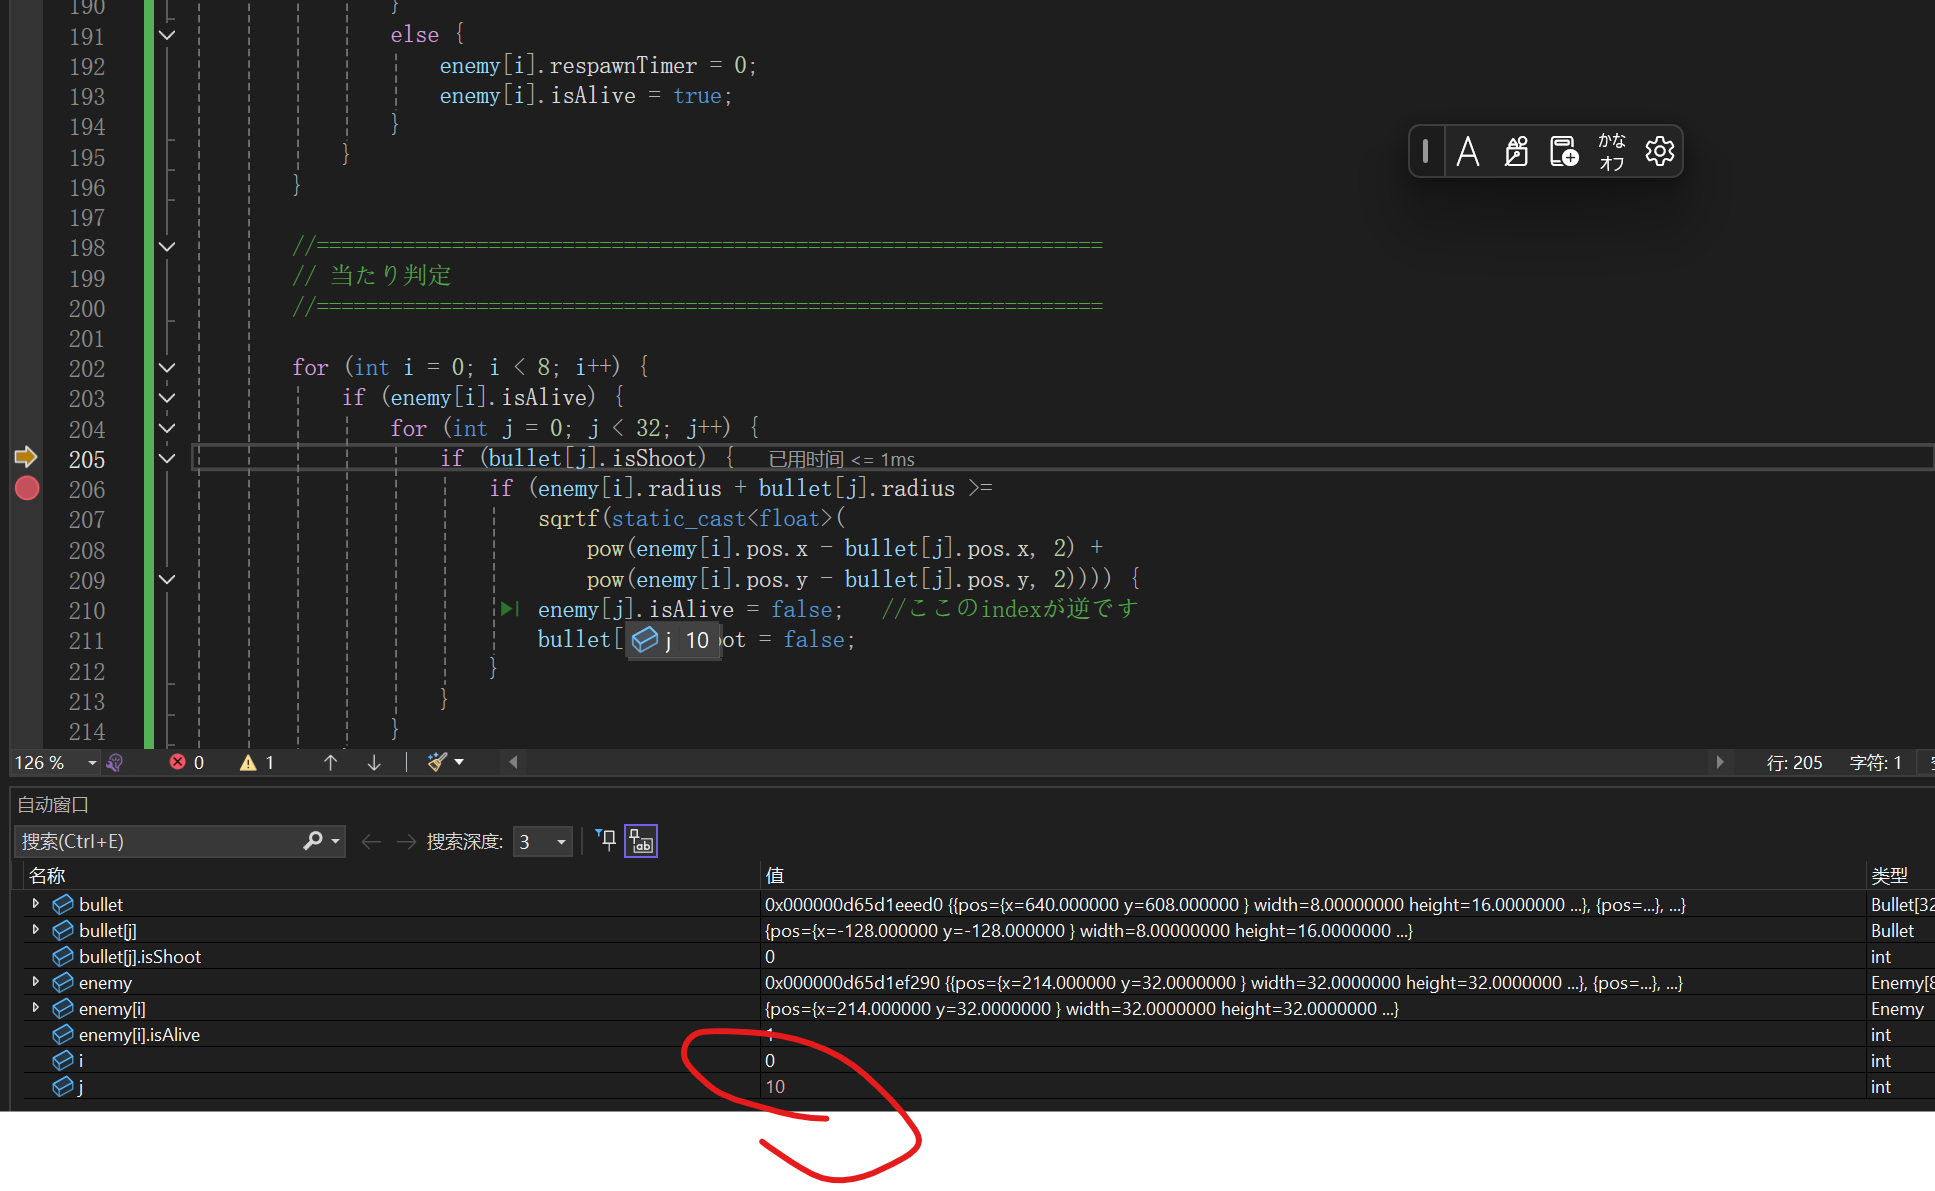 190 }
191 else {
192 enemy[i].respawnTimer = 0;
193 enemy[i].isAlive = true;
194 }
195 }
196 }
197
198 //================================================================
199 // 当たり判定
200 //================================================================
201
202 for (int i = 0; i < 8; i++) {
203 if (enemy[i].isAlive) {
204 for (int j = 0; j < 32; j++) {
205 if (bullet[j].isShoot) { 已用时间 <= 1ms
206 if (enemy[i].radius + bullet[j].radius >=
207 sqrtf(static_cast<float>(
208 pow(enemy[i].pos.x - bullet[j].pos.x, 2) +
209 pow(enemy[i].pos.y - bullet[j].pos.y, 2)))) {
210 enemy[j].isAlive = false; //ここのindexが逆です
211 bullet[ j 10 ot = false;
212 }
213 }
214 }
かな
オフ
126 % 0 1 行: 205 字符: 1
自动窗口
搜索(Ctrl+E) 搜索深度: 3
名称 值 类型
bullet 0x000000d65d1eeed0 {{pos={x=640.000000 y=608.000000 } width=8.00000000 height=16.0000000 ...}, {pos=...}, ...} Bullet[32
bullet[j] {pos={x=-128.000000 y=-128.000000 } width=8.00000000 height=16.0000000 ...} Bullet
bullet[j].isShoot 0 int
enemy 0x000000d65d1ef290 {{pos={x=214.000000 y=32.0000000 } width=32.0000000 height=32.0000000 ...}, {pos=...}, ...} Enemy[8
enemy[i] {pos={x=214.000000 y=32.0000000 } width=32.0000000 height=32.0000000 ...} Enemy
enemy[i].isAlive 1 int
i 0 int
j 10 int